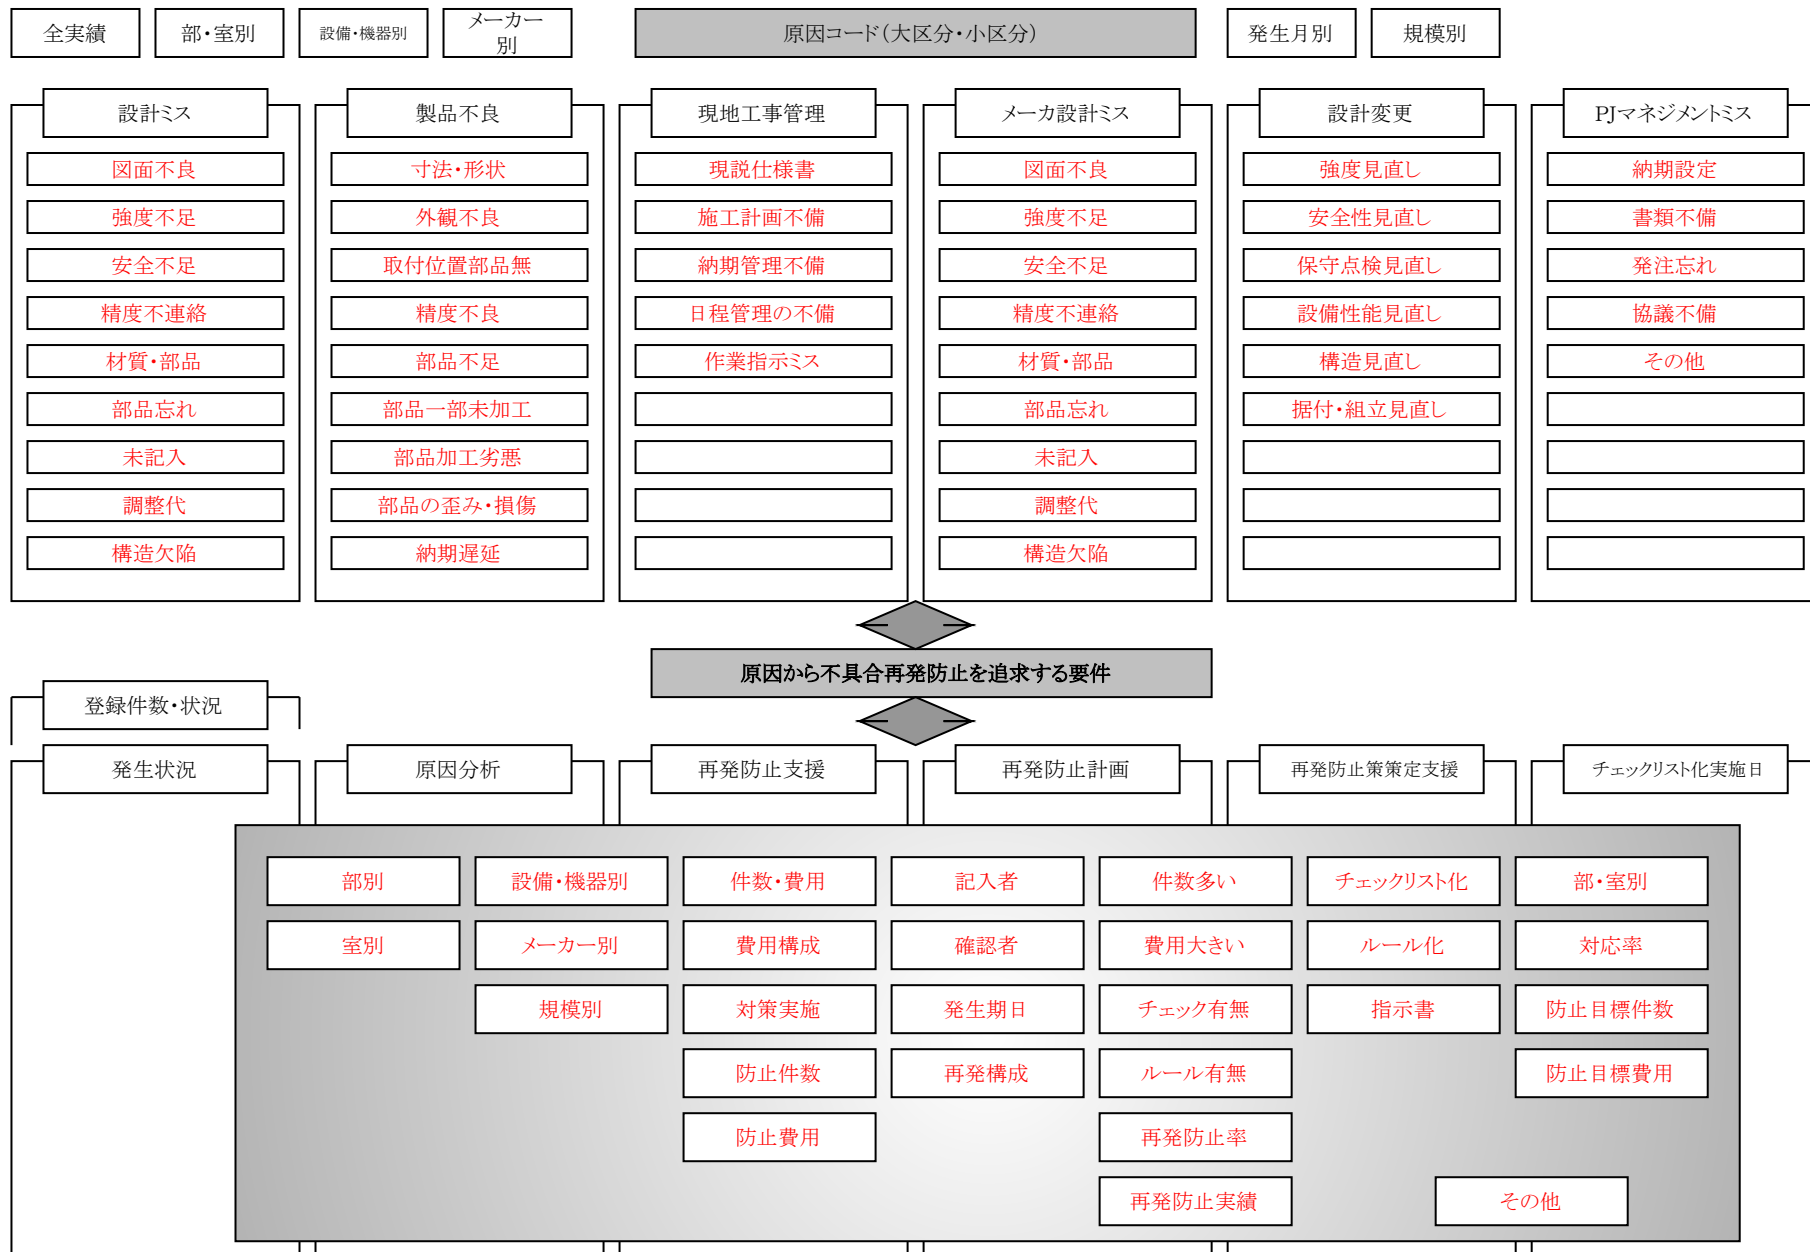 全実績
部・室別
設備・機器別
メーカー
別
原因コード(大区分・小区分)
発生月別
規模別
設計ミス
図面不良
強度不足
安全不足
精度不連絡
材質・部品
部品忘れ
未記入
調整代
構造欠陥
製品不良
寸法・形状
外観不良
取付位置部品無
精度不良
部品不足
部品一部未加工
部品加工劣悪
部品の歪み・損傷
納期遅延
現地工事管理
現説仕様書
施工計画不備
納期管理不備
日程管理の不備
作業指示ミス
メーカ設計ミス
図面不良
強度不足
安全不足
精度不連絡
材質・部品
部品忘れ
未記入
調整代
構造欠陥
設計変更
強度見直し
安全性見直し
保守点検見直し
設備性能見直し
構造見直し
据付・組立見直し
PJマネジメントミス
納期設定
書類不備
発注忘れ
協議不備
その他
原因から不具合再発防止を追求する要件
登録件数・状況
発生状況
原因分析
再発防止支援
再発防止計画
再発防止策策定支援
チェックリスト化実施日
部別
室別
設備・機器別
メーカー別
規模別
件数・費用
費用構成
対策実施
防止件数
防止費用
記入者
確認者
発生期日
再発構成
件数多い
費用大きい
チェック有無
ルール有無
再発防止率
再発防止実績
チェックリスト化
ルール化
指示書
部・室別
対応率
防止目標件数
防止目標費用
その他